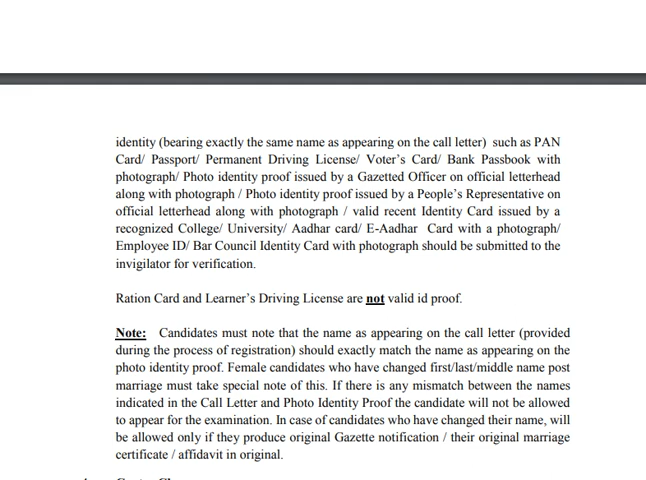 identity (bearing exactly the same name as appearing on the call letter) such as PAN
Card/ Passport/ Permanent Driving License/ Voter's Card/ Bank Passbook with
photograph/ Photo identity proof issued by a Gazetted Officer on official letterhead
along with photograph / Photo identity proof issued by a People's Representative on
official letterhead along with photograph / valid recent Identity Card issued by a
recognized College/ University/ Aadhar card/ E-Aadhar Card with a photograph/
Employee ID/ Bar Council Identity Card with photograph should be submitted to the
invigilator for verification.
Ration Card and Learner's Driving License are not valid id proof.
Note: Candidates must note that the name as appearing on the call letter (provided
during the process of registration) should exactly match the name as appearing on the
photo identity proof. Female candidates who have changed first/last/middle name post
marriage must take special note of this. If there is any mismatch between the names
indicated in the Call Letter and Photo Identity Proof the candidate will not be allowed
to appear for the examination. In case of candidates who have changed their name, will
be allowed only if they produce original Gazette notification / their original marriage
certificate / affidavit in original.